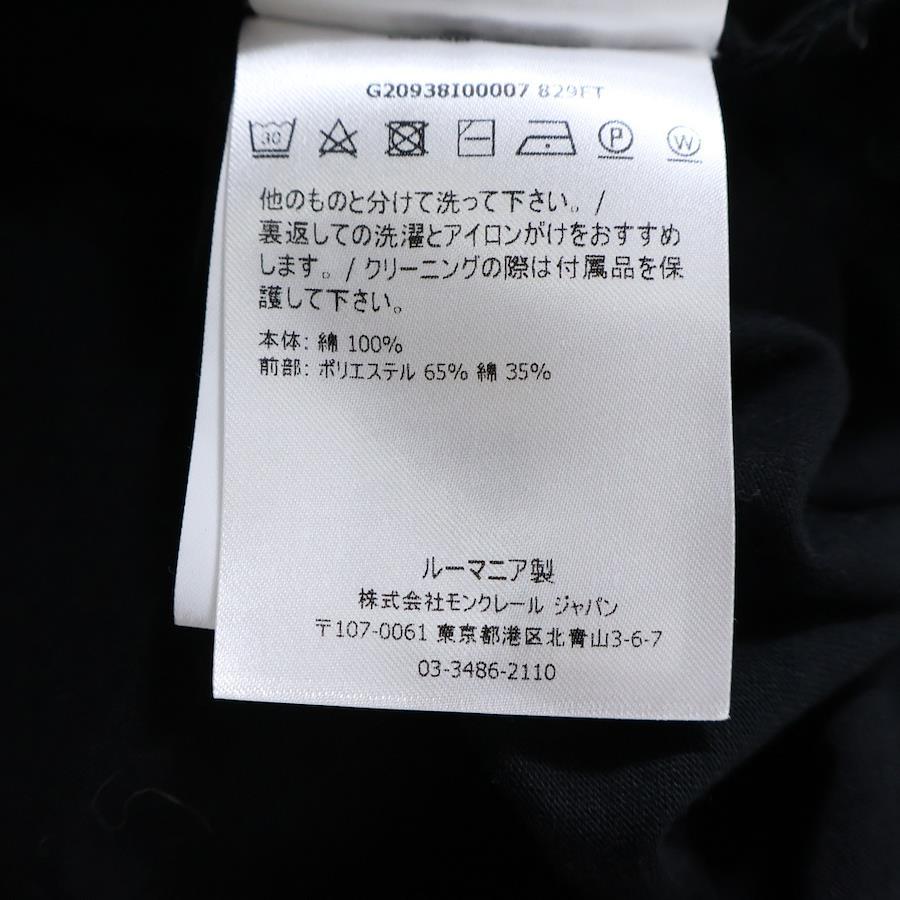 G20938I00007 829FT
30 P W
他のものと分けて洗って下さい。/
裏返しての洗濯とアイロンがけをおすすめ
します。/ クリーニングの際は付属品を保
護して下さい。
本体: 綿 100%
前部: ポリエステル 65% 綿 35%
ルーマニア製
株式会社モンクレール ジャパン
〒107-0061 東京都港区北青山3-6-7
03-3486-2110